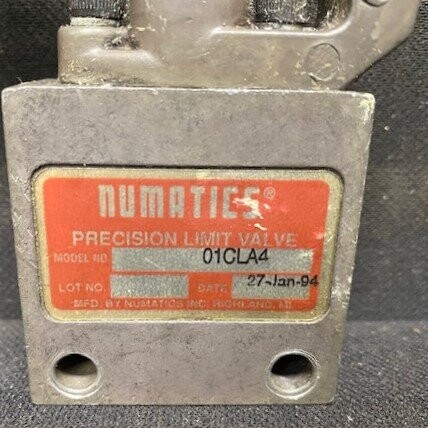 NUMATICS®
PRECISION LIMIT VALVE
MODEL NO. 01CLA4
LOT NO. DATE 27-Jan-94
MFD. BY NUMATICS INC. HIGHLAND, MI